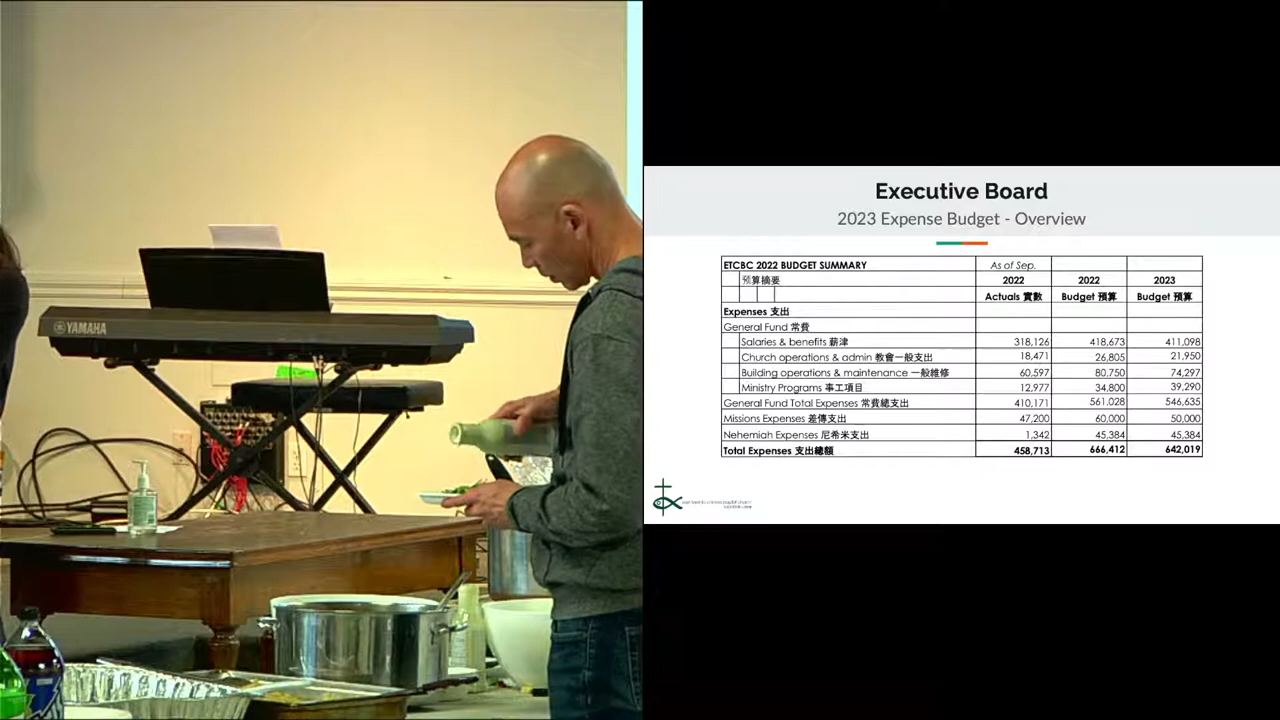 YAMAHA
Executive Board
2023 Expense Budget - Overview
ETCBC 2022 BUDGET SUMMARY As of Sep.
預算摘要 2022 2022 2023
Actuals 實數 Budget 預算 Budget 預算
Expenses 支出
General Fund 常費
Salaries & benefits 薪津 318,126 418,673 411,098
Church operations & admin 教會一般支出 18,471 26,805 21,950
Building operations & maintenance 一般維修 60,597 80,750 74,297
Ministry Programs 事工項目 12,977 34,800 39,290
General Fund Total Expenses 常費總支出 410,171 561,028 546,635
Missions Expenses 差傳支出 47,200 60,000 50,000
Nehemiah Expenses 尼希米支出 1,342 45,384 45,384
Total Expenses 支出總額 458,713 666,412 642,019